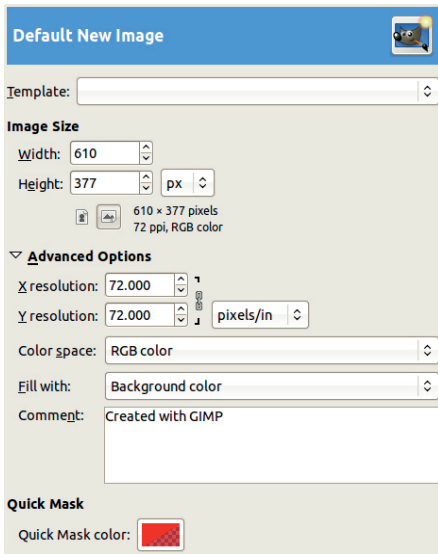 Default New Image
Template:
Image Size
Width: 610
Height: 377 px
610 × 377 pixels
72 ppi, RGB color
Advanced Options
X resolution: 72.000
Y resolution: 72.000 pixels/in
Color space: RGB color
Fill with: Background color
Comment: Created with GIMP
Quick Mask
Quick Mask color: